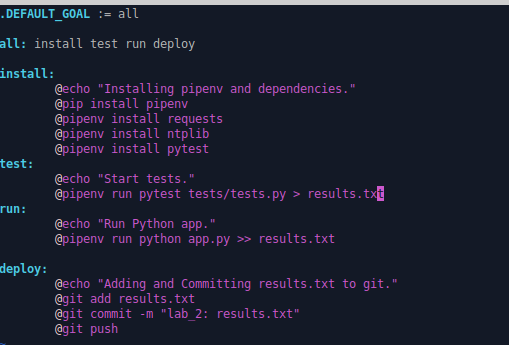 .DEFAULT_GOAL := all
all: install test run deploy
install:
@echo "Installing pipenv and dependencies."
@pip install pipenv
@pipenv install requests
@pipenv install ntplib
@pipenv install pytest
test:
@echo "Start tests."
@pipenv run pytest tests/tests.py > results.txt
run:
@echo "Run Python app."
@pipenv run python app.py >> results.txt
deploy:
@echo "Adding and Committing results.txt to git."
@git add results.txt
@git commit -m "lab_2: results.txt"
@git push
~